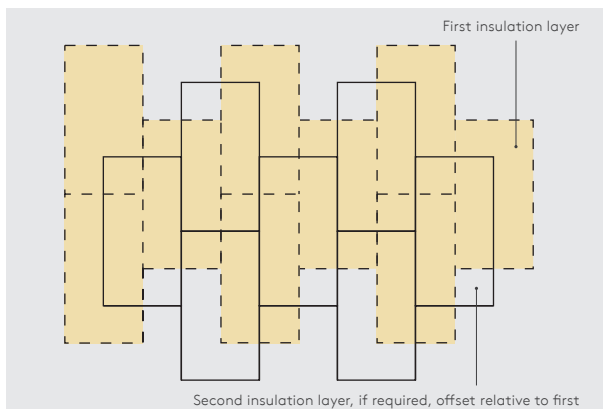 First insulation layer
Second insulation layer, if required, offset relative to first